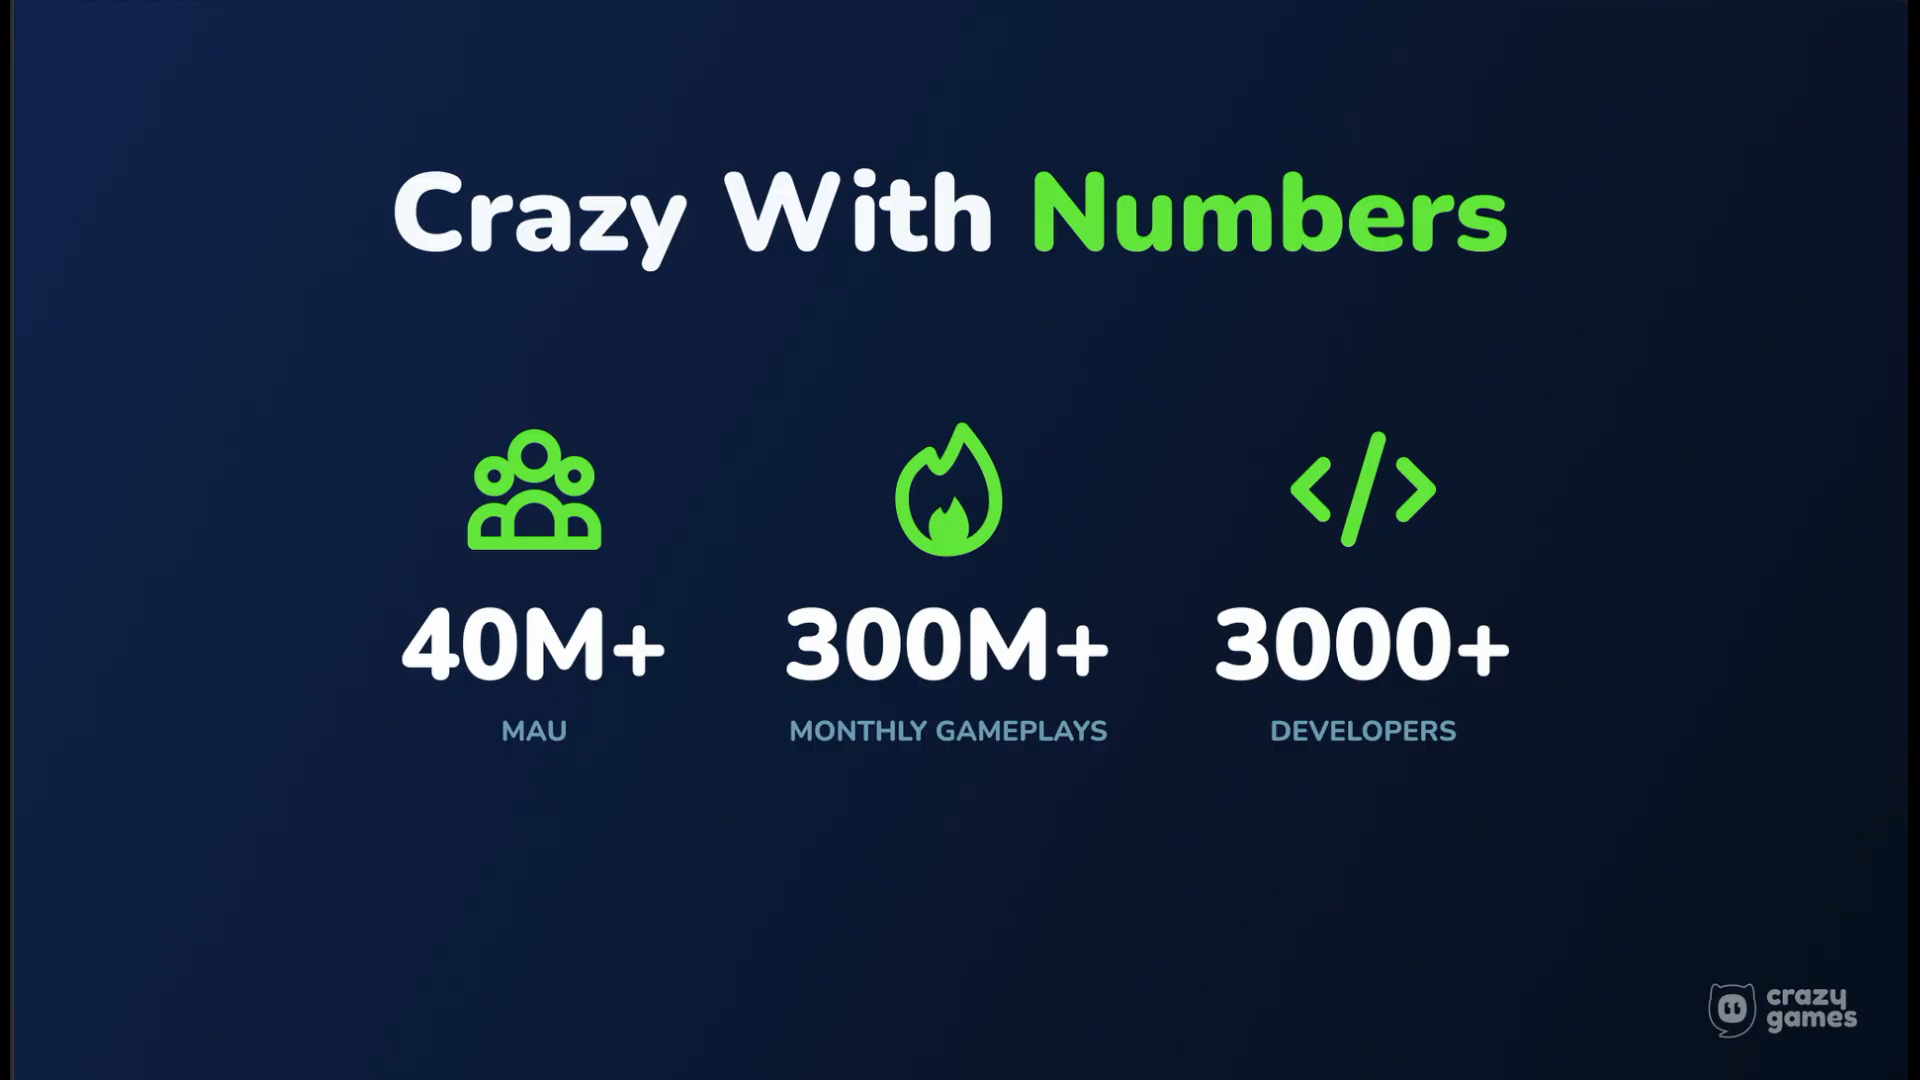 Crazy With Numbers
40M+
MAU
300M+
MONTHLY GAMEPLAYS
3000+
DEVELOPERS
crazy
games